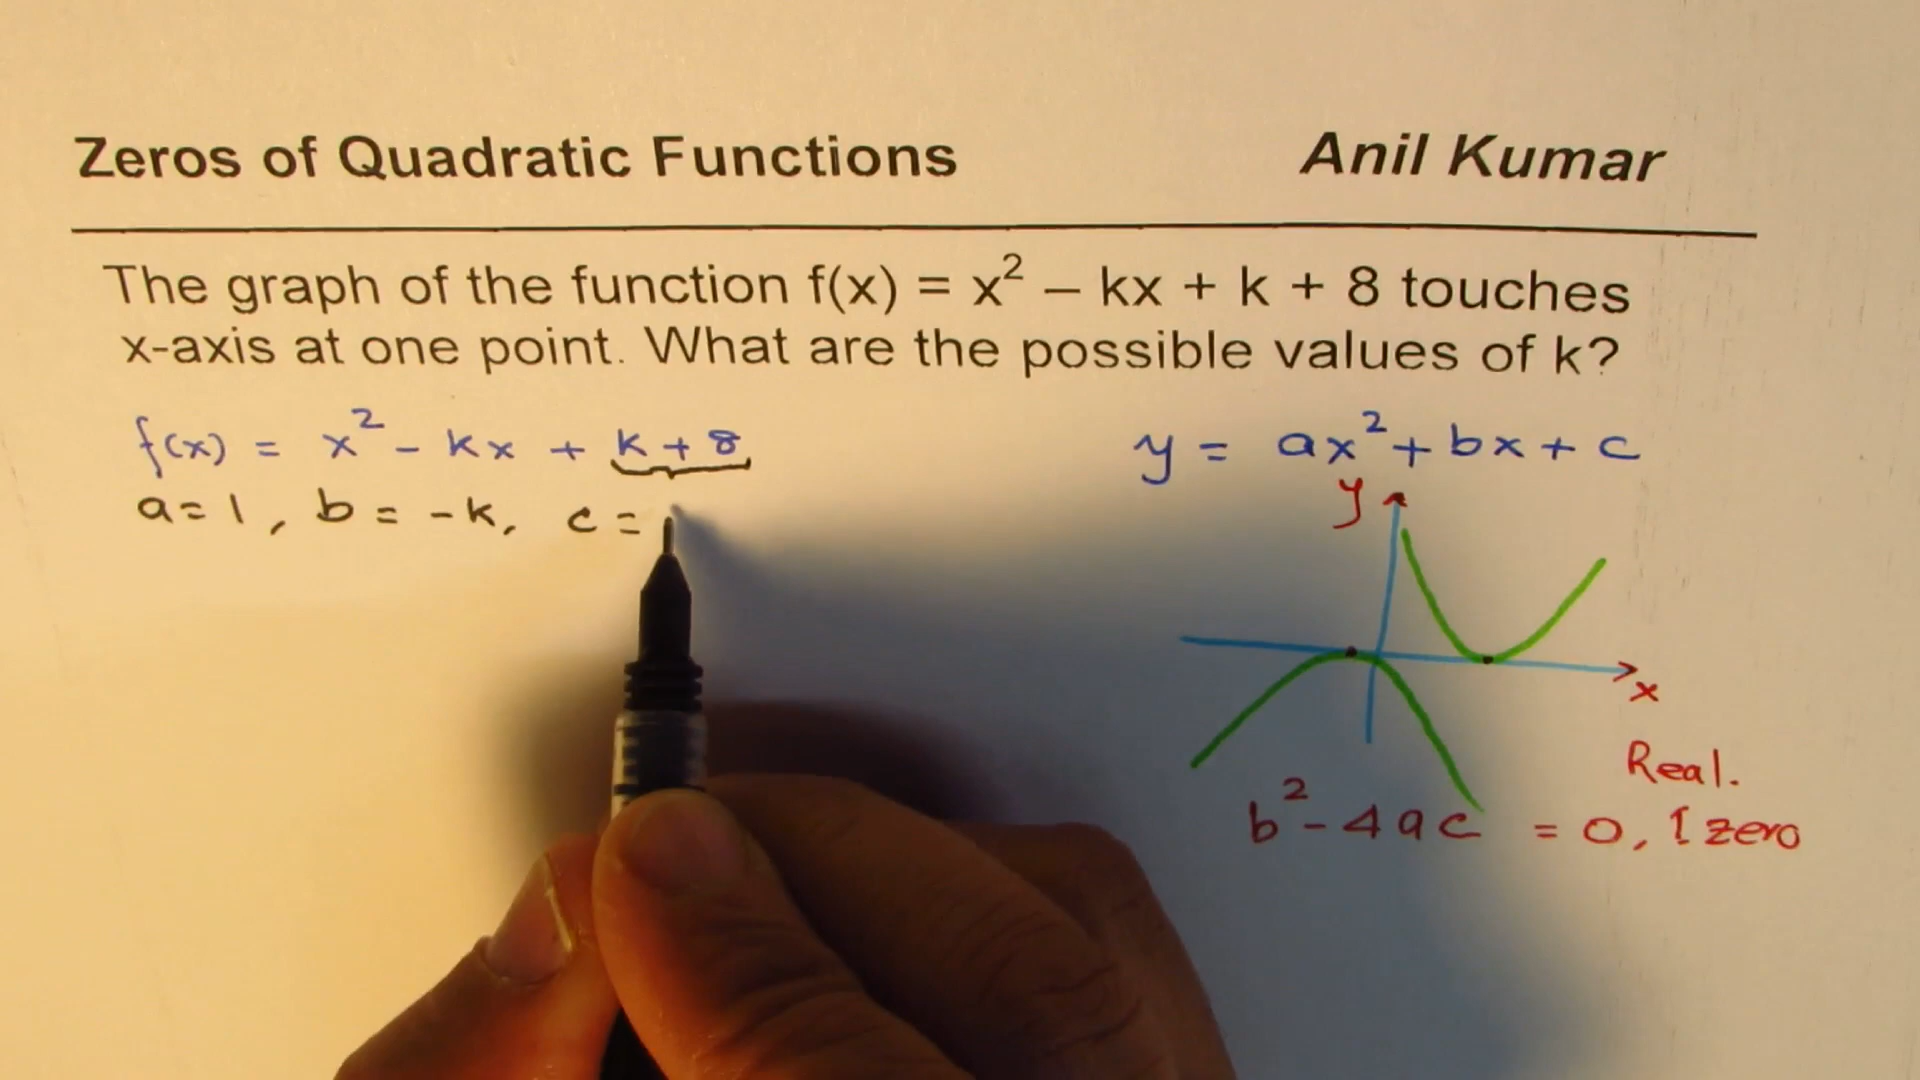 Zeros of Quadratic Functions Anil Kumar
The graph of the function f(x) = x² – kx + k + 8 touches
x-axis at one point. What are the possible values of k?
f(x) = x² - kx + k + 8
a = 1, b = -k, c =
y = ax² + bx + c
y
x
Real.
b² - 4ac = 0, 1 zero